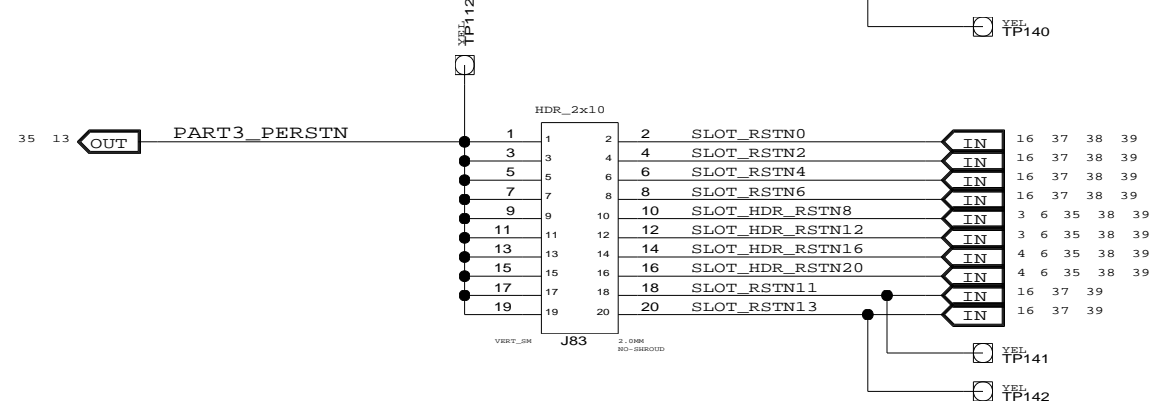 YEL
TP112
YEL
TP140
HDR_2x10
35 13 OUT PART3_PERSTN
1 1 2 2 SLOT_RSTN0 IN 16 37 38 39
3 3 4 4 SLOT_RSTN2 IN 16 37 38 39
5 5 6 6 SLOT_RSTN4 IN 16 37 38 39
7 7 8 8 SLOT_RSTN6 IN 16 37 38 39
9 9 10 10 SLOT_HDR_RSTN8 IN 3 6 35 38 39
11 11 12 12 SLOT_HDR_RSTN12 IN 3 6 35 38 39
13 13 14 14 SLOT_HDR_RSTN16 IN 4 6 35 38 39
15 15 16 16 SLOT_HDR_RSTN20 IN 4 6 35 38 39
17 17 18 18 SLOT_RSTN11 IN 16 37 39
19 19 20 20 SLOT_RSTN13 IN 16 37 39
VERT_SM J83 2.0MM
NO-SHROUD
YEL
TP141
YEL
TP142